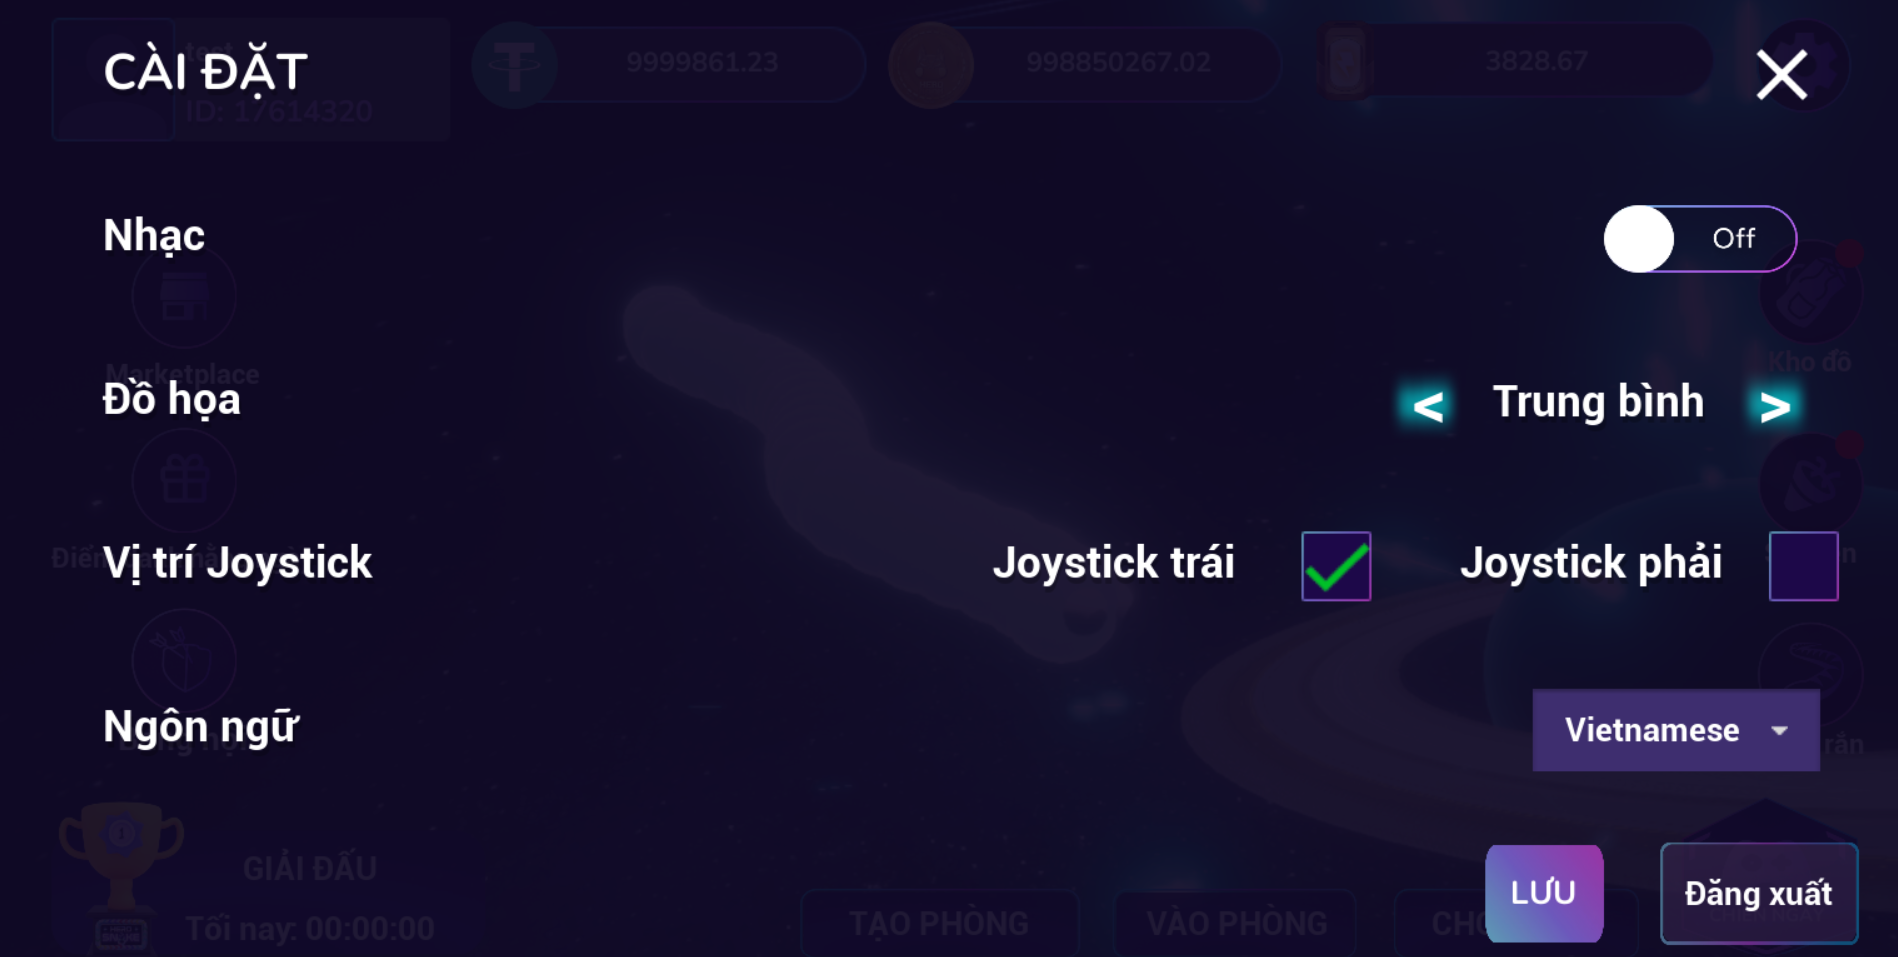 CÀI ĐẶT
test
9999861.23
998850267.02
3828.67
ID: 17614320
Nhạc
Off
Marketplace
Kho đồ
Đồ họa
< Trung bình >
Vị trí Joystick
Joystick trái
Joystick phải
Ngôn ngữ
Vietnamese
rắn
GIẢI ĐẤU
Tối nay: 00:00:00
TẠO PHÒNG
VÀO PHÒNG
LƯU
Đăng xuất